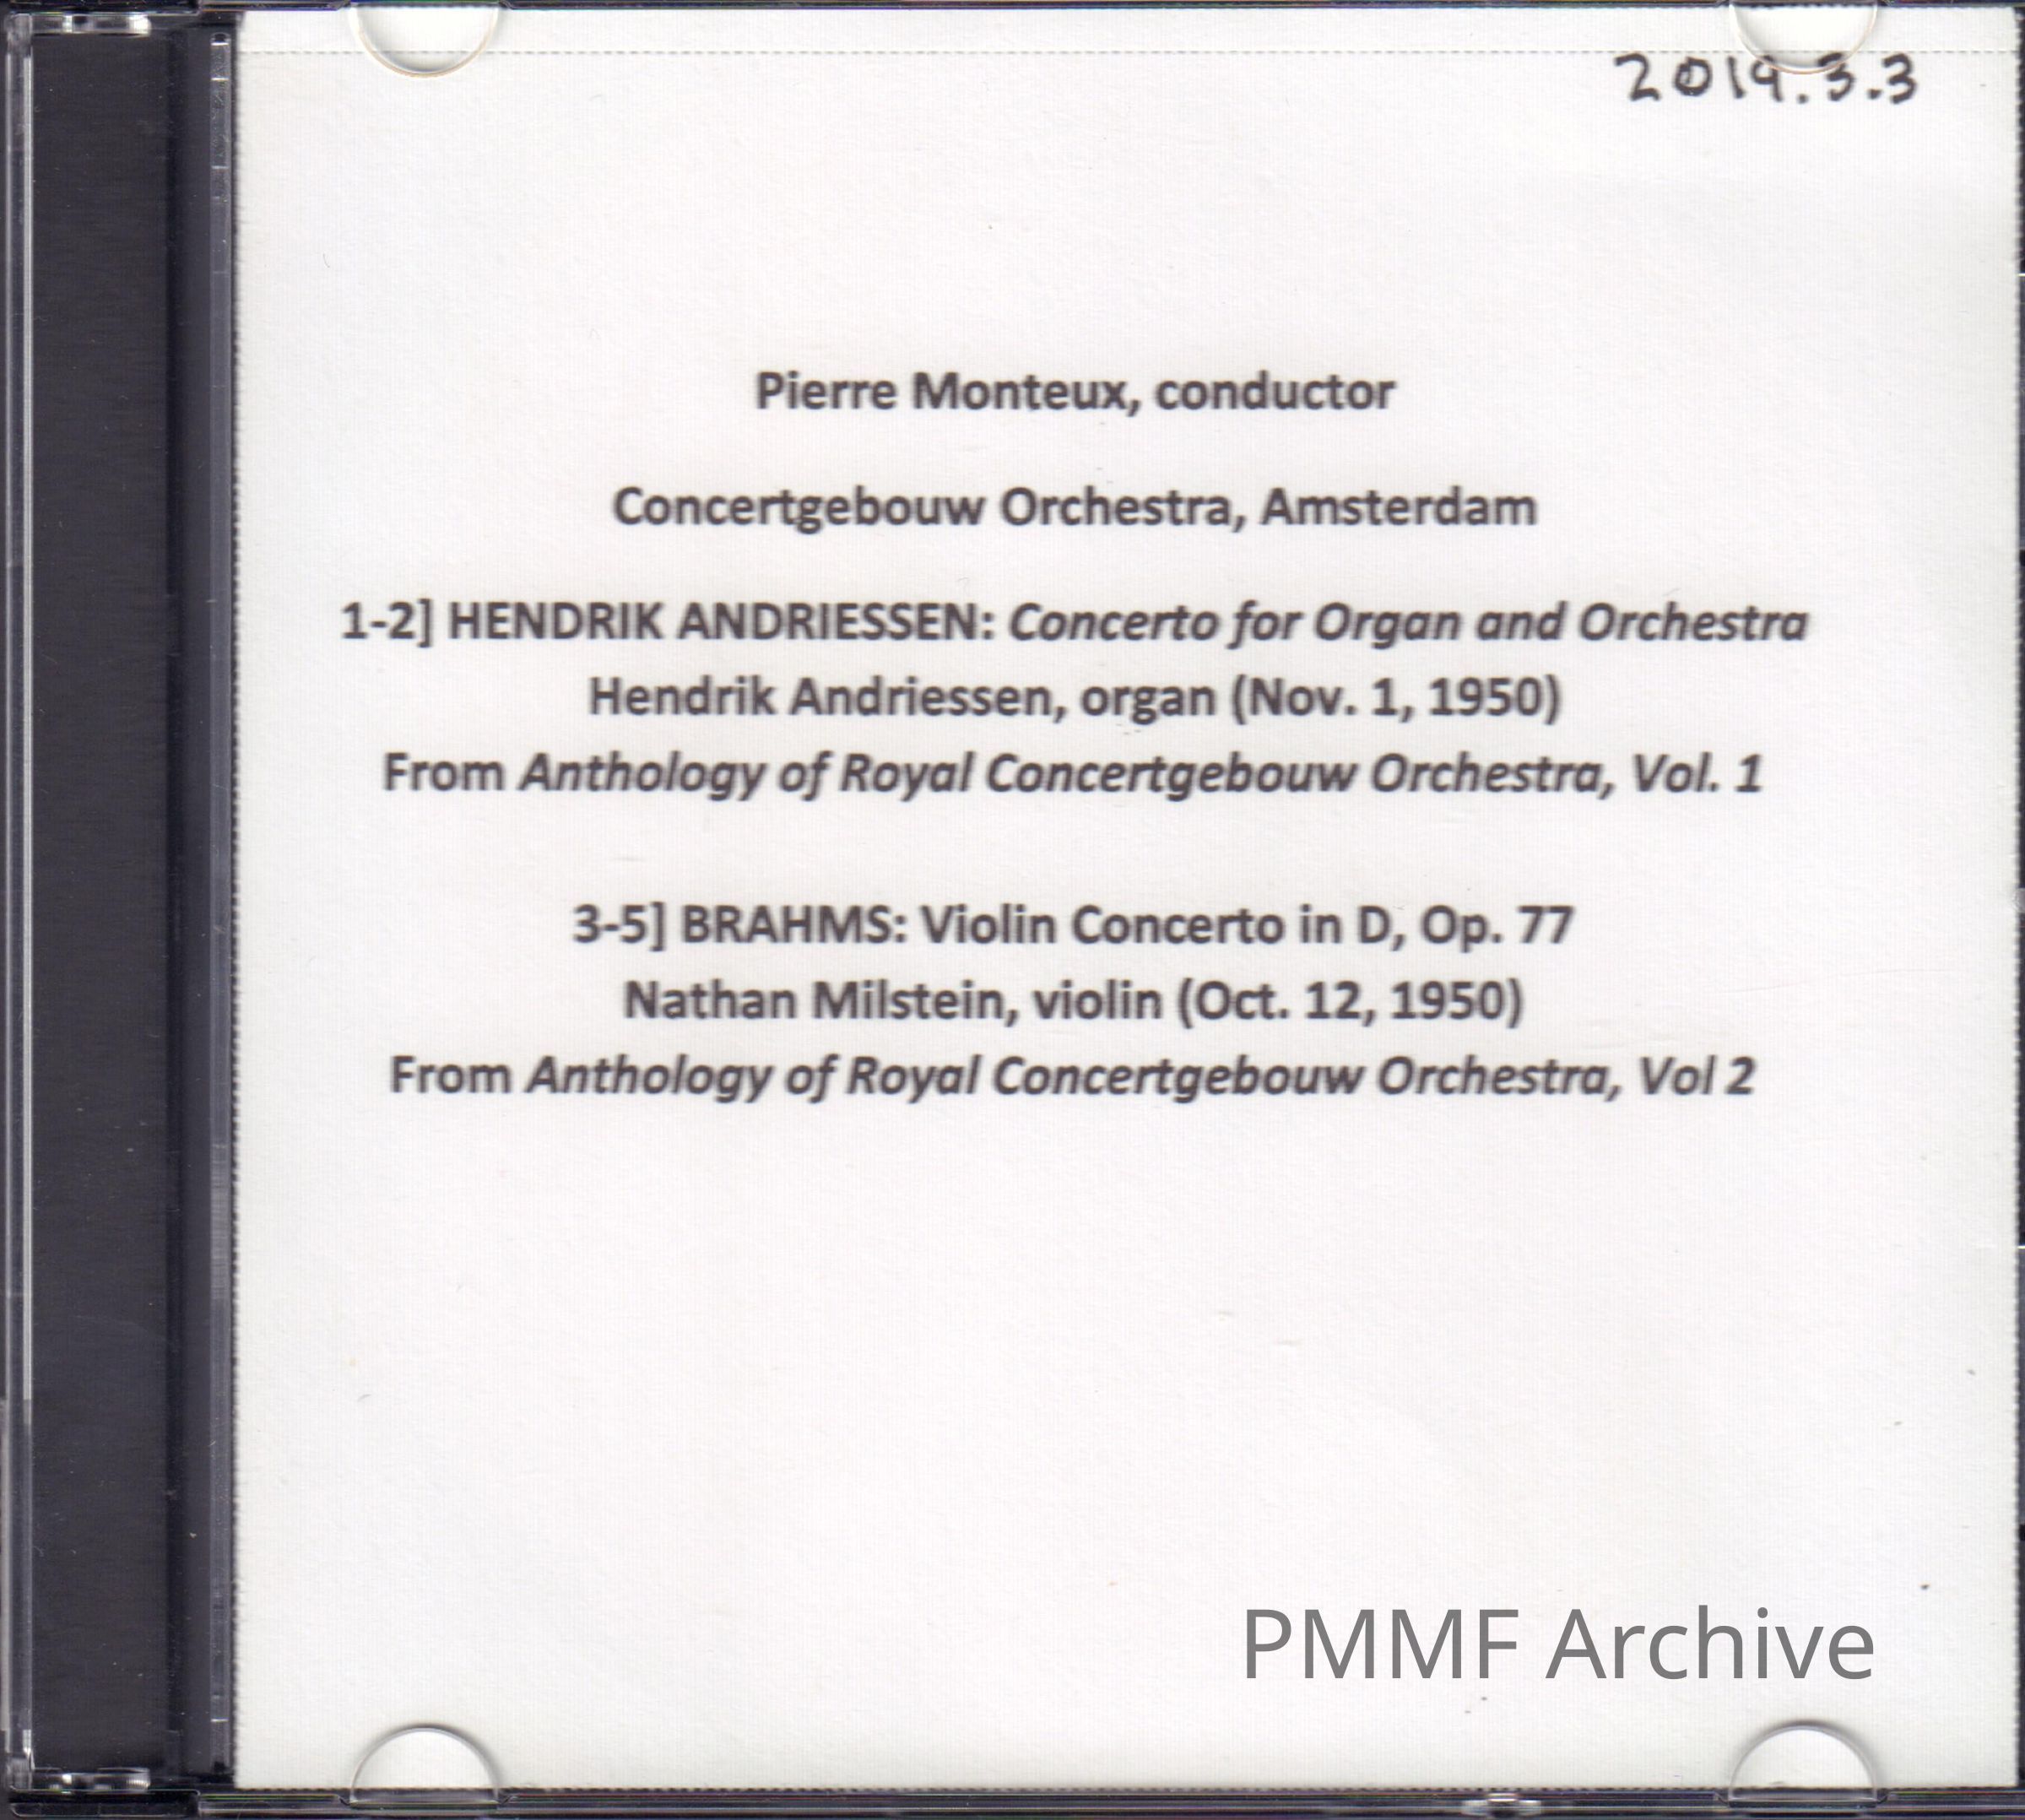 2019.3.3
Pierre Monteux, conductor
Concertgebouw Orchestra, Amsterdam
1-2] HENDRIK ANDRIESSEN: Concerto for Organ and Orchestra
Hendrik Andriessen, organ (Nov. 1, 1950)
From Anthology of Royal Concertgebouw Orchestra, Vol. 1
3-5] BRAHMS: Violin Concerto in D, Op. 77
Nathan Milstein, violin (Oct. 12, 1950)
From Anthology of Royal Concertgebouw Orchestra, Vol 2
PMMF Archive